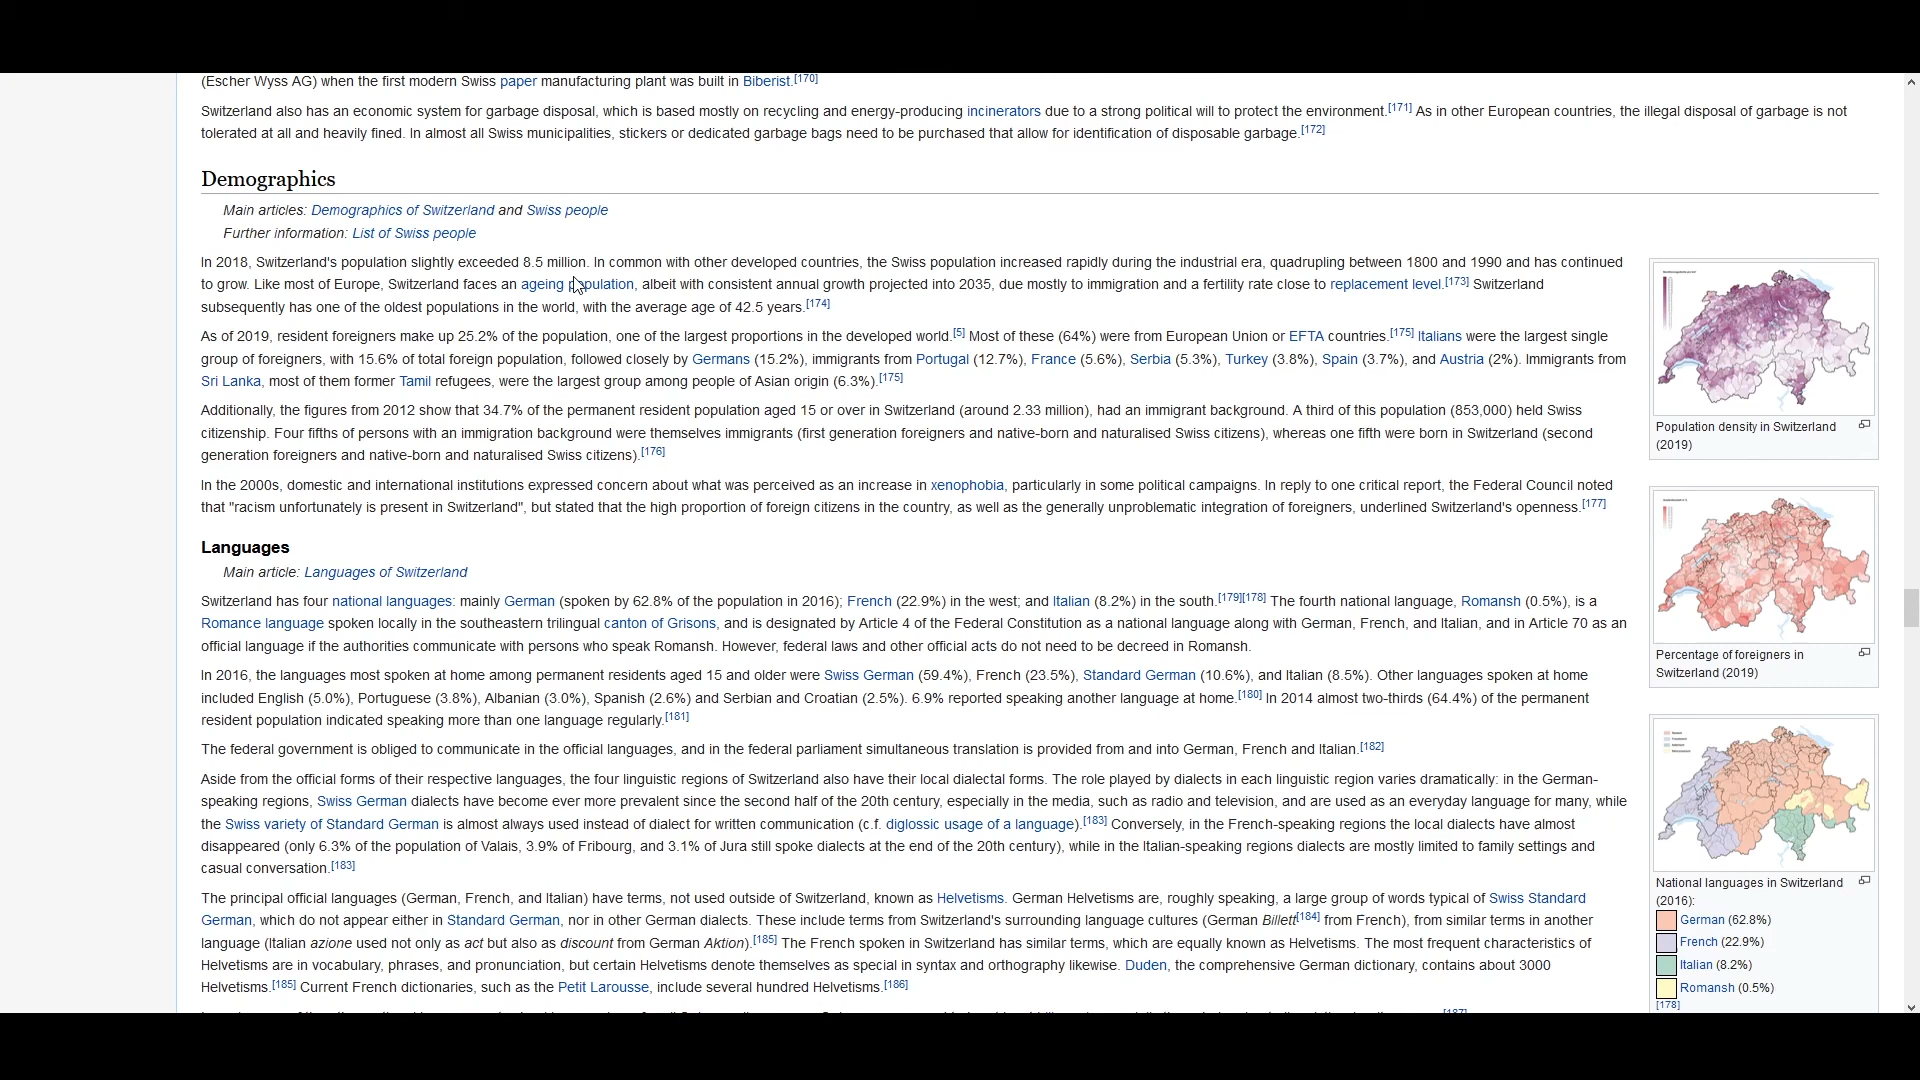 (Escher Wyss AG) when the first modern Swiss paper manufacturing plant was built in Biberist.[170]
Switzerland also has an economic system for garbage disposal, which is based mostly on recycling and energy-producing incinerators due to a strong political will to protect the environment.[171] As in other European countries, the illegal disposal of garbage is not
tolerated at all and heavily fined. In almost all Swiss municipalities, stickers or dedicated garbage bags need to be purchased that allow for identification of disposable garbage.[172]
Demographics
Main articles: Demographics of Switzerland and Swiss people
Further information: List of Swiss people
In 2018, Switzerland's population slightly exceeded 8.5 million. In common with other developed countries, the Swiss population increased rapidly during the industrial era, quadrupling between 1800 and 1990 and has continued
to grow. Like most of Europe, Switzerland faces an ageing population, albeit with consistent annual growth projected into 2035, due mostly to immigration and a fertility rate close to replacement level.[173] Switzerland
subsequently has one of the oldest populations in the world, with the average age of 42.5 years.[174]
As of 2019, resident foreigners make up 25.2% of the population, one of the largest proportions in the developed world.[5] Most of these (64%) were from European Union or EFTA countries.[175] Italians were the largest single
group of foreigners, with 15.6% of total foreign population, followed closely by Germans (15.2%), immigrants from Portugal (12.7%), France (5.6%), Serbia (5.3%), Turkey (3.8%), Spain (3.7%), and Austria (2%). Immigrants from
Sri Lanka, most of them former Tamil refugees, were the largest group among people of Asian origin (6.3%).[175]
Additionally, the figures from 2012 show that 34.7% of the permanent resident population aged 15 or over in Switzerland (around 2.33 million), had an immigrant background. A third of this population (853,000) held Swiss
citizenship. Four fifths of persons with an immigration background were themselves immigrants (first generation foreigners and native-born and naturalised Swiss citizens), whereas one fifth were born in Switzerland (second
generation foreigners and native-born and naturalised Swiss citizens).[176]
In the 2000s, domestic and international institutions expressed concern about what was perceived as an increase in xenophobia, particularly in some political campaigns. In reply to one critical report, the Federal Council noted
that "racism unfortunately is present in Switzerland", but stated that the high proportion of foreign citizens in the country, as well as the generally unproblematic integration of foreigners, underlined Switzerland's openness.[177]
Languages
Main article: Languages of Switzerland
Switzerland has four national languages: mainly German (spoken by 62.8% of the population in 2016); French (22.9%) in the west; and Italian (8.2%) in the south.[179][178] The fourth national language, Romansh (0.5%), is a
Romance language spoken locally in the southeastern trilingual canton of Grisons, and is designated by Article 4 of the Federal Constitution as a national language along with German, French, and Italian, and in Article 70 as an
official language if the authorities communicate with persons who speak Romansh. However, federal laws and other official acts do not need to be decreed in Romansh.
In 2016, the languages most spoken at home among permanent residents aged 15 and older were Swiss German (59.4%), French (23.5%), Standard German (10.6%), and Italian (8.5%). Other languages spoken at home
included English (5.0%), Portuguese (3.8%), Albanian (3.0%), Spanish (2.6%) and Serbian and Croatian (2.5%). 6.9% reported speaking another language at home.[180] In 2014 almost two-thirds (64.4%) of the permanent
resident population indicated speaking more than one language regularly.[181]
The federal government is obliged to communicate in the official languages, and in the federal parliament simultaneous translation is provided from and into German, French and Italian.[182]
Aside from the official forms of their respective languages, the four linguistic regions of Switzerland also have their local dialectal forms. The role played by dialects in each linguistic region varies dramatically: in the German-
speaking regions, Swiss German dialects have become ever more prevalent since the second half of the 20th century, especially in the media, such as radio and television, and are used as an everyday language for many, while
the Swiss variety of Standard German is almost always used instead of dialect for written communication (c.f. diglossic usage of a language).[183] Conversely, in the French-speaking regions the local dialects have almost
disappeared (only 6.3% of the population of Valais, 3.9% of Fribourg, and 3.1% of Jura still spoke dialects at the end of the 20th century), while in the Italian-speaking regions dialects are mostly limited to family settings and
casual conversation.[183]
The principal official languages (German, French, and Italian) have terms, not used outside of Switzerland, known as Helvetisms. German Helvetisms are, roughly speaking, a large group of words typical of Swiss Standard
German, which do not appear either in Standard German, nor in other German dialects. These include terms from Switzerland's surrounding language cultures (German Billett[184] from French), from similar terms in another
language (Italian azione used not only as act but also as discount from German Aktion).[185] The French spoken in Switzerland has similar terms, which are equally known as Helvetisms. The most frequent characteristics of
Helvetisms are in vocabulary, phrases, and pronunciation, but certain Helvetisms denote themselves as special in syntax and orthography likewise. Duden, the comprehensive German dictionary, contains about 3000
Helvetisms.[185] Current French dictionaries, such as the Petit Larousse, include several hundred Helvetisms.[186]
Population density in Switzerland
(2019)
Percentage of foreigners in
Switzerland (2019)
National languages in Switzerland
(2016):
German (62.8%)
French (22.9%)
Italian (8.2%)
Romansh (0.5%)
[178]